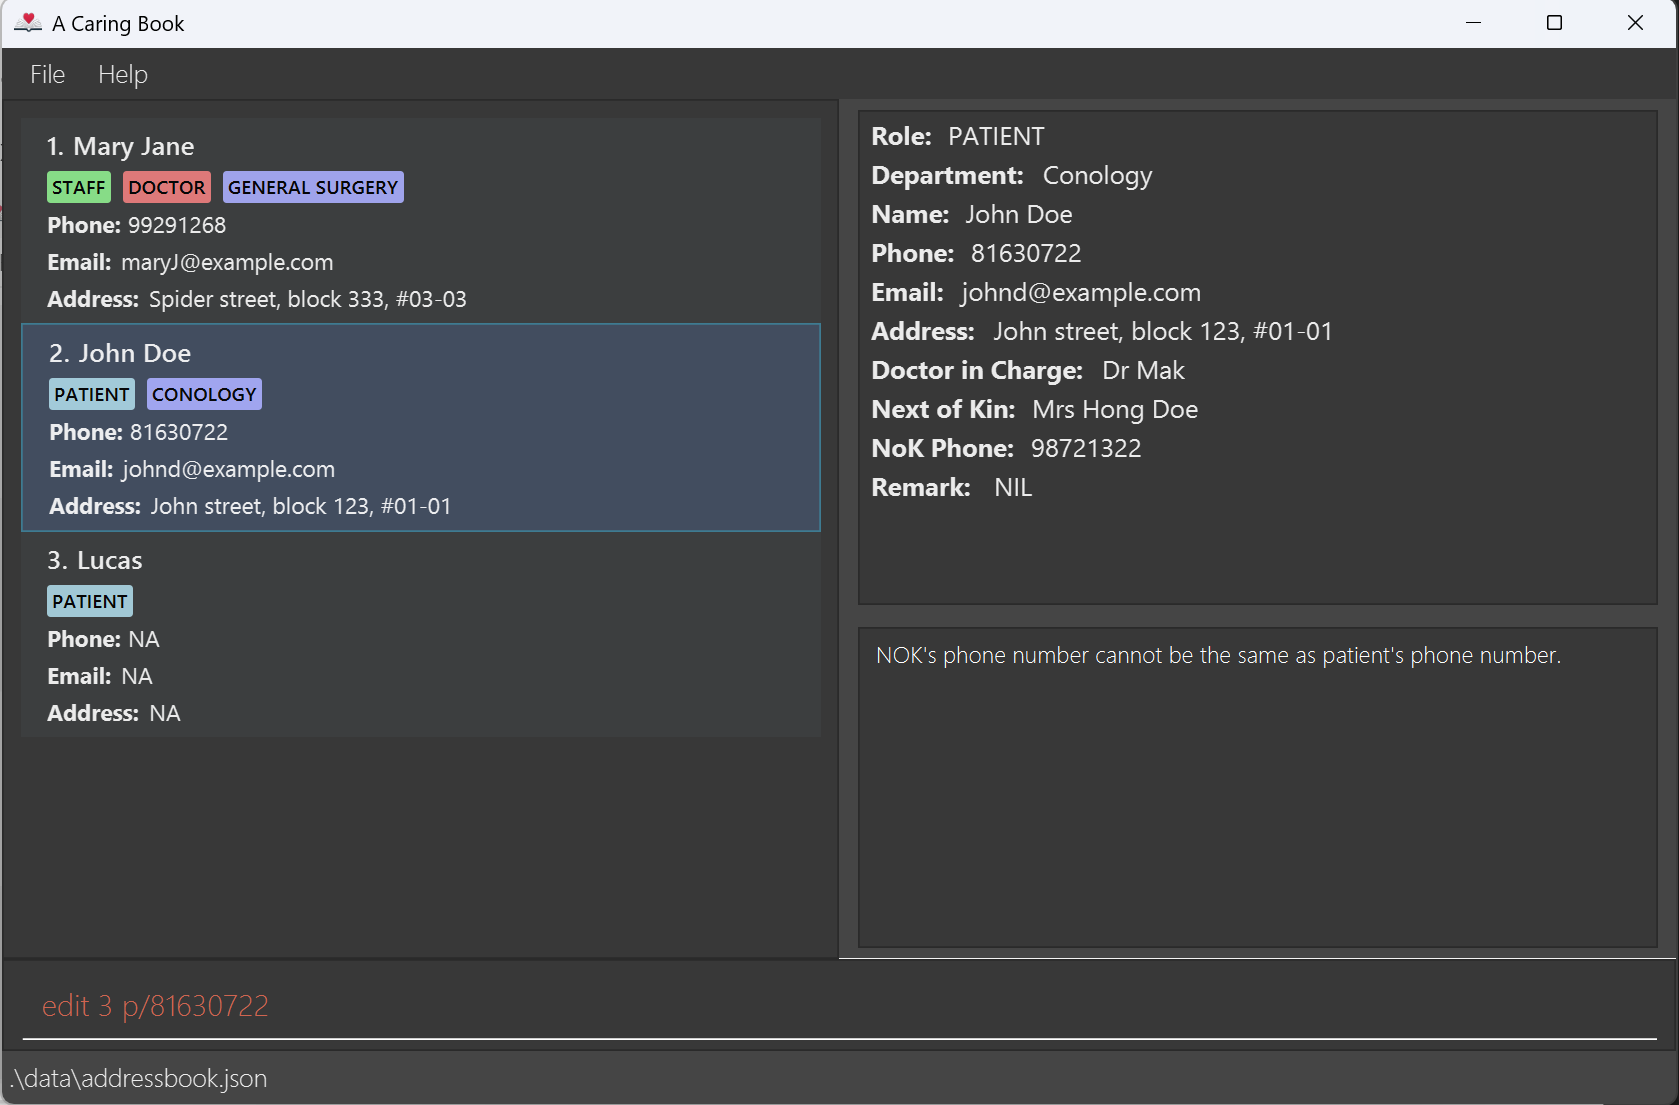 A Caring Book
File Help
1. Mary Jane
STAFF DOCTOR GENERAL SURGERY
Phone: 99291268
Email: maryJ@example.com
Address: Spider street, block 333, #03-03
2. John Doe
PATIENT CONOLOGY
Phone: 81630722
Email: johnd@example.com
Address: John street, block 123, #01-01
3. Lucas
PATIENT
Phone: NA
Email: NA
Address: NA
Role: PATIENT
Department: Conology
Name: John Doe
Phone: 81630722
Email: johnd@example.com
Address: John street, block 123, #01-01
Doctor in Charge: Dr Mak
Next of Kin: Mrs Hong Doe
NoK Phone: 98721322
Remark: NIL
NOK's phone number cannot be the same as patient's phone number.
edit 3 p/81630722
.\data\addressbook.json